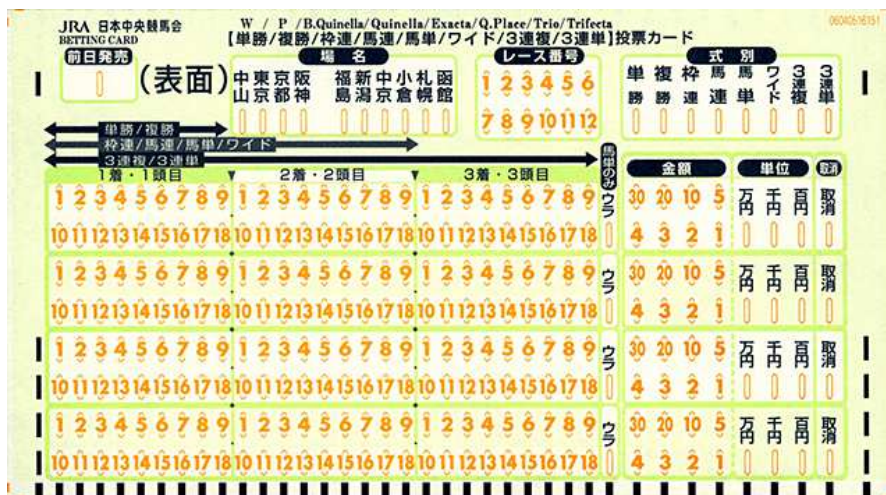 JRA 日本中央競馬会
BETTING CARD
W / P /B.Quinella/Quinella/Exacta/Q.Place/Trio/Trifecta
【単勝/複勝/枠連/馬連/馬単/ワイド/3連複/3連単】投票カード
06040516151
前日発売
(表面)
場名
中山 東京 京都 阪神 福島 新潟 中京 小倉 札幌 函館
レース番号
1 2 3 4 5 6
7 8 9 10 11 12
式別
単勝 複勝 枠連 馬連 馬単 ワイド 3連複 3連単
単勝/複勝
枠連/馬連/馬単/ワイド
3連複/3連単
馬単のみ
金額 単位 取消
1着・1頭目 2着・2頭目 3着・3頭目
1 2 3 4 5 6 7 8 9 1 2 3 4 5 6 7 8 9 1 2 3 4 5 6 7 8 9 ウラ 30 20 10 5 万円 千円 百円 取消
10 11 12 13 14 15 16 17 18 10 11 12 13 14 15 16 17 18 10 11 12 13 14 15 16 17 18 4 3 2 1
1 2 3 4 5 6 7 8 9 1 2 3 4 5 6 7 8 9 1 2 3 4 5 6 7 8 9 ウラ 30 20 10 5 万円 千円 百円 取消
10 11 12 13 14 15 16 17 18 10 11 12 13 14 15 16 17 18 10 11 12 13 14 15 16 17 18 4 3 2 1
1 2 3 4 5 6 7 8 9 1 2 3 4 5 6 7 8 9 1 2 3 4 5 6 7 8 9 ウラ 30 20 10 5 万円 千円 百円 取消
10 11 12 13 14 15 16 17 18 10 11 12 13 14 15 16 17 18 10 11 12 13 14 15 16 17 18 4 3 2 1
1 2 3 4 5 6 7 8 9 1 2 3 4 5 6 7 8 9 1 2 3 4 5 6 7 8 9 ウラ 30 20 10 5 万円 千円 百円 取消
10 11 12 13 14 15 16 17 18 10 11 12 13 14 15 16 17 18 10 11 12 13 14 15 16 17 18 4 3 2 1